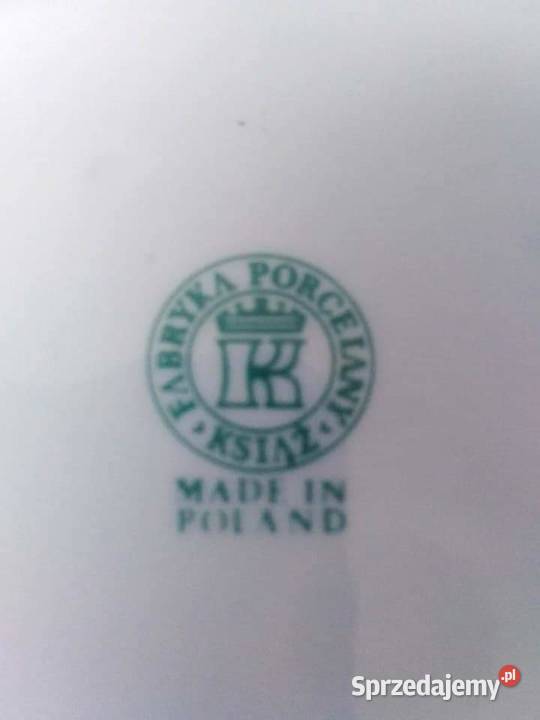 FABRYKA PORCELANY
KSIĄŻ
K
MADE IN
POLAND
Sprzedajemy.pl